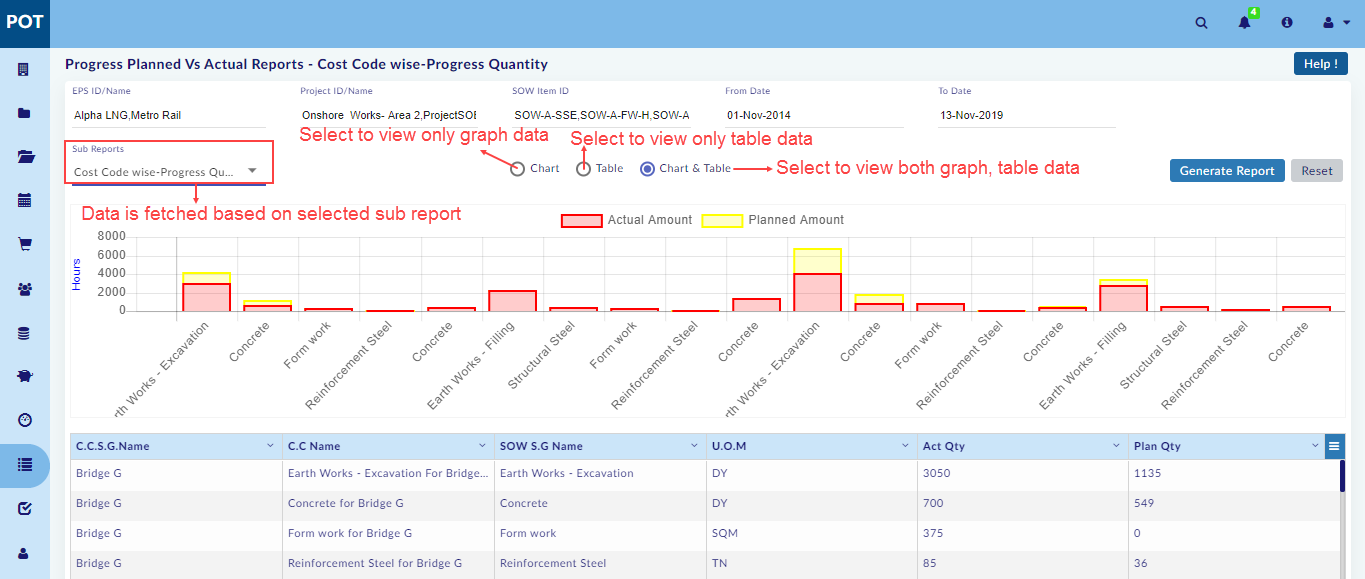 POT
4
Progress Planned Vs Actual Reports - Cost Code wise-Progress Quantity
Help !
EPS ID/Name
Project ID/Name
SOW Item ID
From Date
To Date
Alpha LNG,Metro Rail
Onshore Works- Area 2,ProjectSOE
SOW-A-SSE,SOW-A-FW-H,SOW-A
01-Nov-2014
13-Nov-2019
Select to view only graph data
Select to view only table data
Sub Reports
Cost Code wise-Progress Qu...
Chart
Table
Chart & Table
Select to view both graph, table data
Generate Report
Reset
Data is fetched based on selected sub report
Actual Amount
Planned Amount
Hours
8000
6000
4000
2000
0
rth Works - Excavation
Concrete
Form work
Reinforcement Steel
Concrete
Earth Works - Filling
Structural Steel
Form work
Reinforcement Steel
Concrete
rth Works - Excavation
Concrete
Form work
Reinforcement Steel
Concrete
Earth Works - Filling
Structural Steel
Reinforcement Steel
Concrete
C.C.S.G.Name C.C Name SOW S.G Name U.O.M Act Qty Plan Qty
Bridge G Earth Works - Excavation For Bridge... Earth Works - Excavation DY 3050 1135
Bridge G Concrete for Bridge G Concrete DY 700 549
Bridge G Form work for Bridge G Form work SQM 375 0
Bridge G Reinforcement Steel for Bridge G Reinforcement Steel TN 85 36